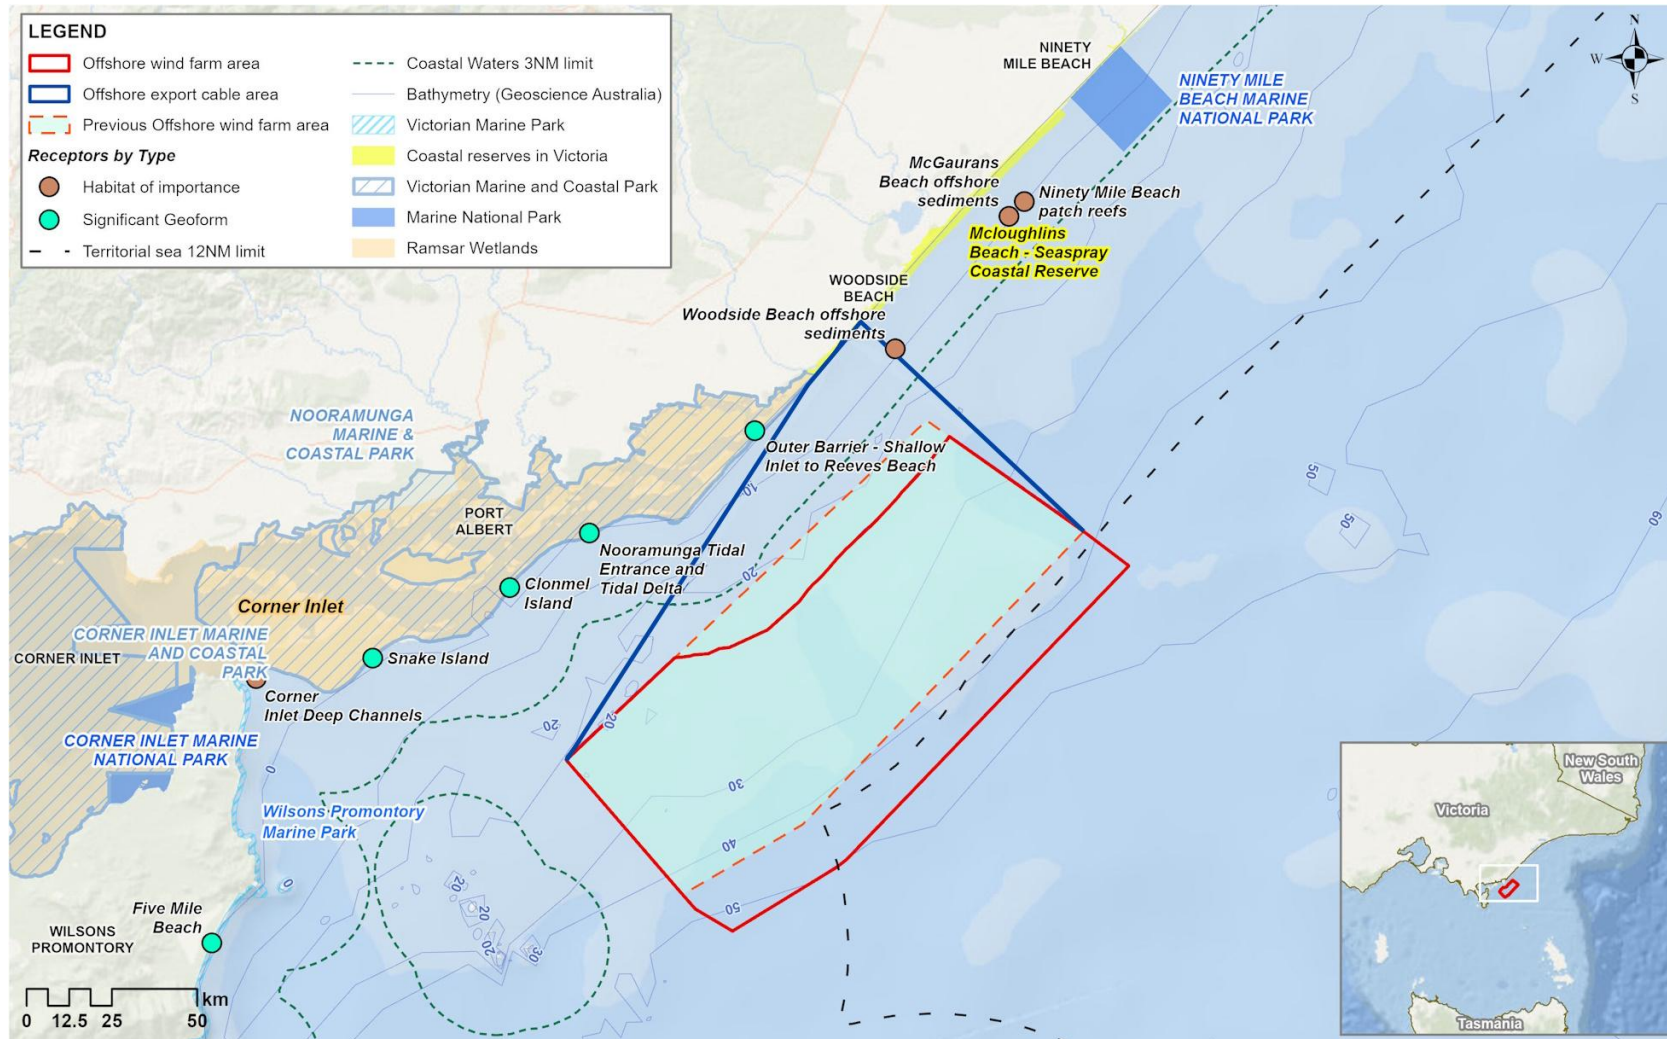 LEGEND
Offshore wind farm area
Offshore export cable area
Previous Offshore wind farm area
Receptors by Type
Habitat of importance
Significant Geoform
Territorial sea 12NM limit
Coastal Waters 3NM limit
Bathymetry (Geoscience Australia)
Victorian Marine Park
Coastal reserves in Victoria
Victorian Marine and Coastal Park
Marine National Park
Ramsar Wetlands
N
W
S
NINETY
MILE BEACH
NINETY MILE
BEACH MARINE
NATIONAL PARK
McGaurans
Beach offshore
sediments
Ninety Mile Beach
patch reefs
Mcloughlins
Beach - Seaspray
Coastal Reserve
WOODSIDE
BEACH
Woodside Beach offshore
sediments
NOORAMUNGA
MARINE &
COASTAL PARK
Outer Barrier - Shallow
Inlet to Reeves Beach
10
50
50
60
PORT
ALBERT
Nooramunga Tidal
Entrance and
Tidal Delta
20
Clonmel
Island
Corner Inlet
CORNER INLET MARINE
AND COASTAL
PARK
CORNER INLET
Snake Island
Corner
Inlet Deep Channels
20
20
CORNER INLET MARINE
NATIONAL PARK
0
30
Wilsons Promontory
Marine Park
40
0
20
20
20
30
50
Five Mile
Beach
WILSONS
PROMONTORY
km
0 12.5 25 50
New South
Wales
Victoria
Tasmania